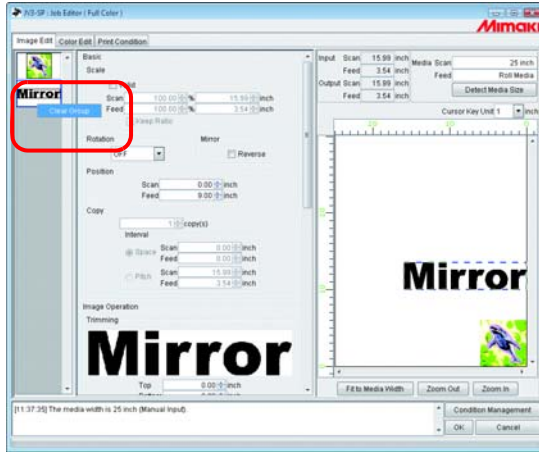 JV3-SP : Job Editor ( Full Color )
Mimaki
Image Edit Color Edit Print Condition
Mirror
Clear Group
Basic
Scale
Scan 100.00 % 15.99 inch
Feed 100.00 % 3.54 inch
Keep Ratio
Rotation Mirror
OFF Reverse
Position
Scan 0.00 inch
Feed 9.00 inch
Copy
1 copy(s)
Interval
Space Scan 0.00 inch
Feed 0.00 inch
Pitch Scan 15.99 inch
Feed 3.54 inch
Image Operation
Trimming
Mirror
Top 0.00 inch
Input Scan 15.99 inch Media Scan 25 inch
Feed 3.54 inch Feed Roll Media
Output Scan 15.99 inch Detect Media Size
Feed 3.54 inch
Cursor Key Unit 1 inch
20 10 0
Mirror
Fit to Media Width Zoom Out Zoom In
[11:37:35] The media width is 25 inch (Manual Input).
Condition Management
OK Cancel